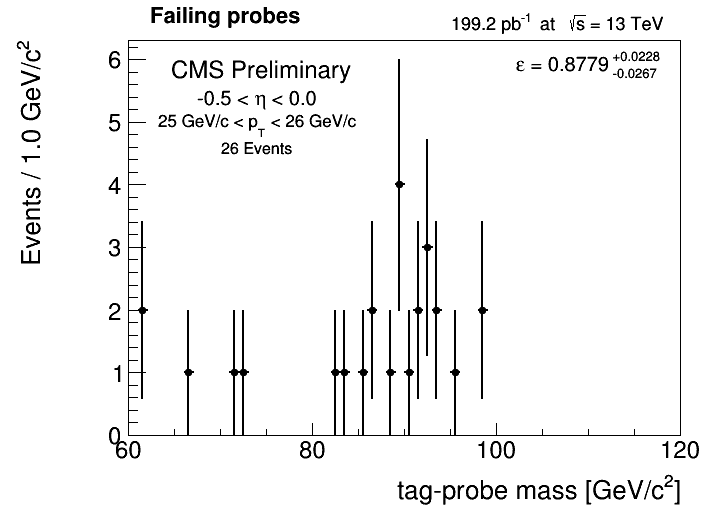 Failing probes
199.2 pb⁻¹ at √s = 13 TeV
CMS Preliminary
-0.5 < η < 0.0
25 GeV/c < p_T < 26 GeV/c
26 Events
ε = 0.8779 +0.0228 -0.0267
Events / 1.0 GeV/c²
6
5
4
3
2
1
0
60 80 100 120
tag-probe mass [GeV/c²]